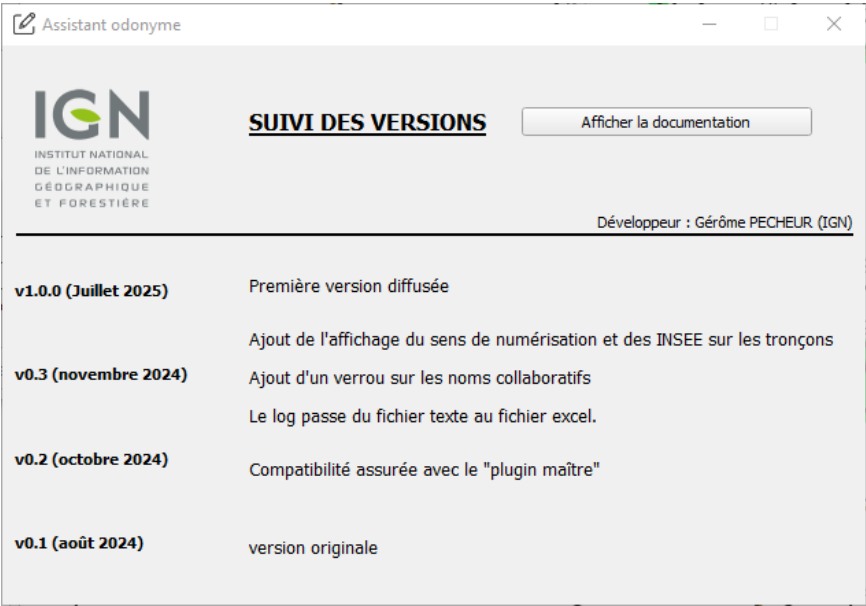 Assistant odonyme
IGN
INSTITUT NATIONAL
DE L'INFORMATION
GÉOGRAPHIQUE
ET FORESTIÈRE
SUIVI DES VERSIONS
Afficher la documentation
Développeur : Gérôme PECHEUR (IGN)
v1.0.0 (Juillet 2025)
Première version diffusée
v0.3 (novembre 2024)
Ajout de l'affichage du sens de numérisation et des INSEE sur les tronçons
Ajout d'un verrou sur les noms collaboratifs
Le log passe du fichier texte au fichier excel.
v0.2 (octobre 2024)
Compatibilité assurée avec le "plugin maître"
v0.1 (août 2024)
version originale